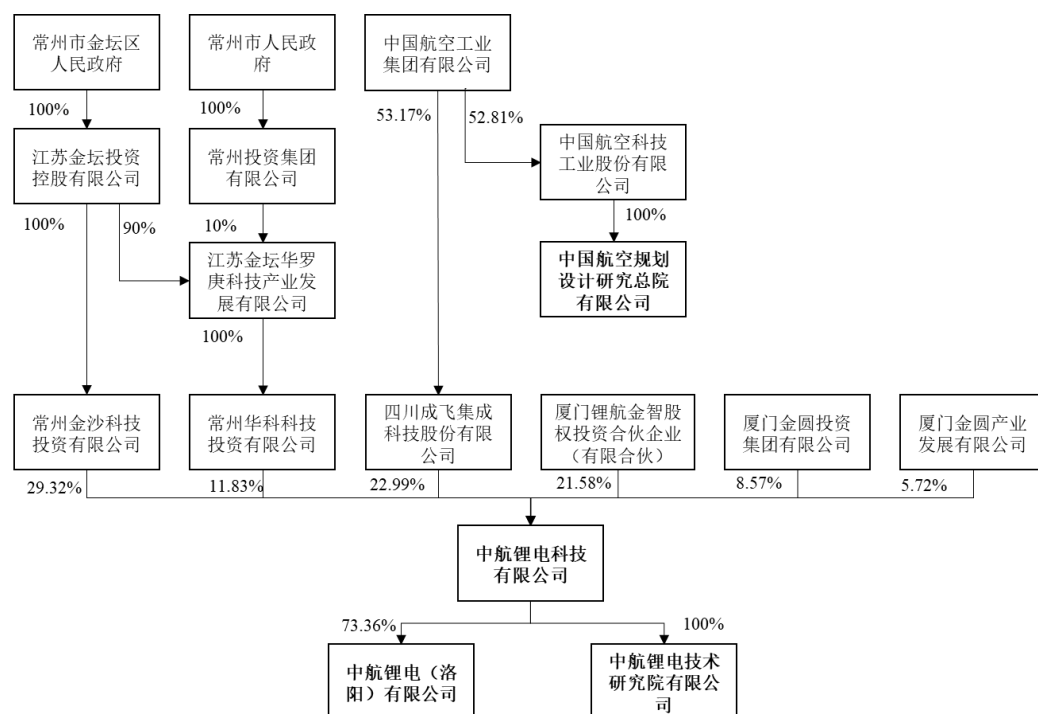 常州市金坛区
人民政府
常州市人民政
府
中国航空工业
集团有限公司
100%
100%
53.17%
52.81%
江苏金坛投资
控股有限公司
常州投资集团
有限公司
中国航空科技
工业股份有限
公司
100%
90%
10%
100%
江苏金坛华罗
庚科技产业发
展有限公司
中国航空规划
设计研究总院
有限公司
100%
常州金沙科技
投资有限公司
常州华科科技
投资有限公司
四川成飞集成
科技股份有限
公司
厦门锂航金智股
权投资合伙企业
（有限合伙）
厦门金圆投资
集团有限公司
厦门金圆产业
发展有限公司
29.32%
11.83%
22.99%
21.58%
8.57%
5.72%
中航锂电科技
有限公司
73.36%
100%
中航锂电（洛
阳）有限公司
中航锂电技术
研究院有限公
司